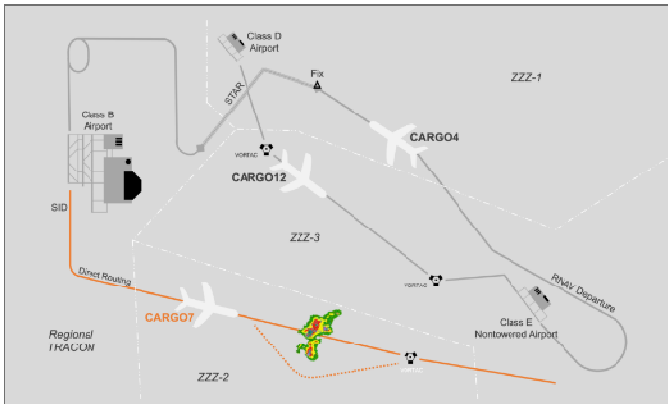 Class D
Airport
Fix
ZZZ-1
STAR
Class B
Airport
VORTAC
CARGO4
CARGO12
SID
ZZZ-3
Direct Routing
VORTAC
RNAV Departure
CARGO7
Class E
Nontowered Airport
Regional
TRACON
VORTAC
ZZZ-2